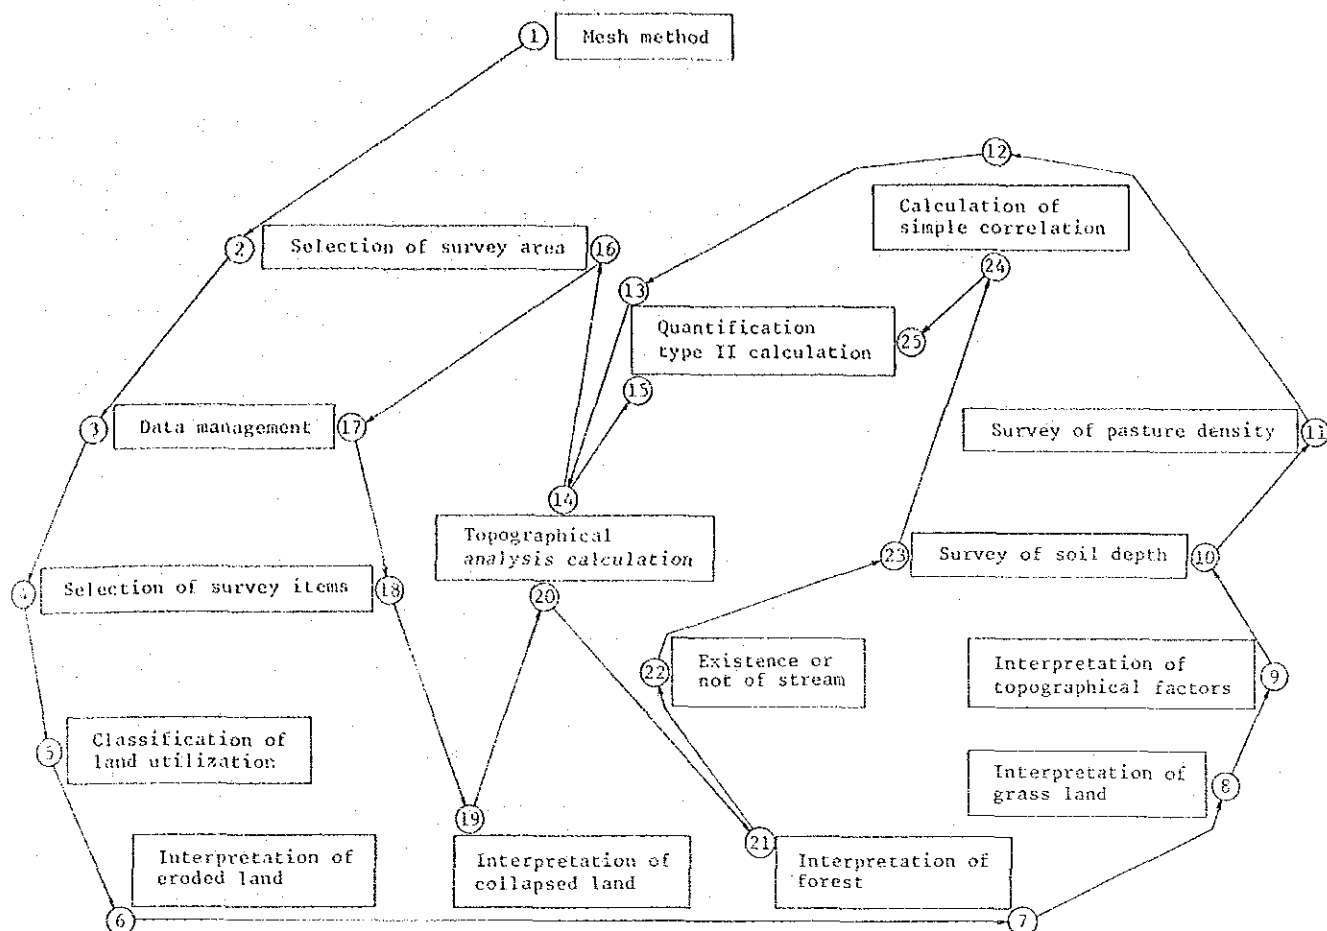 1 Mesh method
12
Calculation of
simple correlation
2 Selection of survey area 16
24
13
Quantification
type II calculation 25
15
3 Data management 17
Survey of pasture density 11
14
Topographical
analysis calculation
23 Survey of soil depth 10
4 Selection of survey items 18
20
22 Existence or
not of stream
Interpretation of
topographical factors 9
5 Classification of
land utilization
Interpretation of
grass land 8
19
21
Interpretation of
eroded land
Interpretation of
collapsed land
Interpretation of
forest
6
7